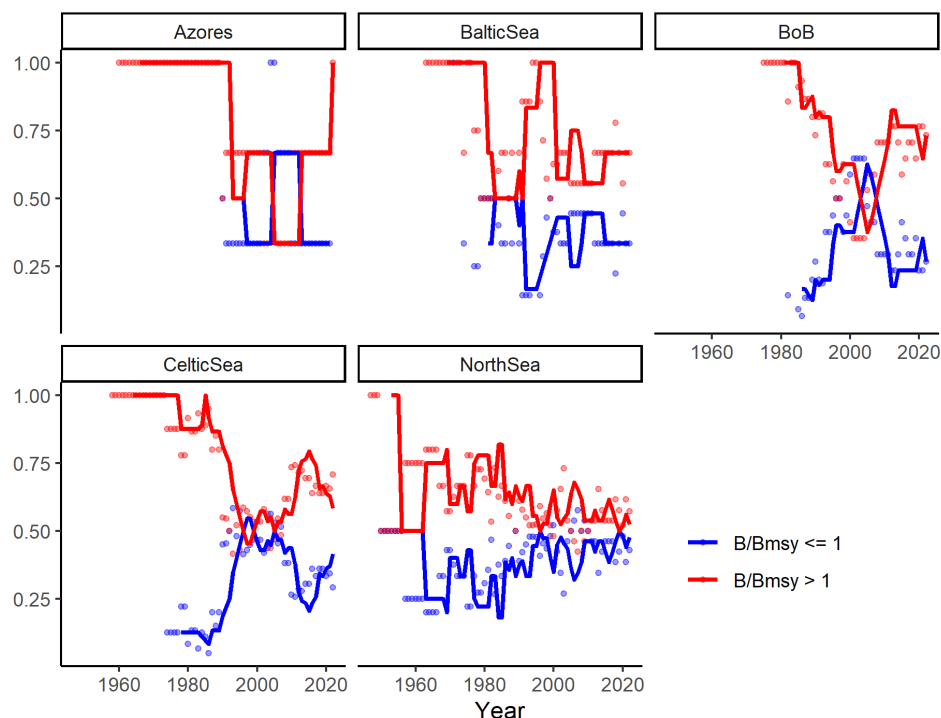 Azores
BalticSea
BoB
1.00
0.75
0.50
0.25
1960 1980 2000 2020
CelticSea
NorthSea
1.00
0.75
0.50
0.25
B/Bmsy <= 1
B/Bmsy > 1
1960 1980 2000 2020
1960 1980 2000 2020
Year